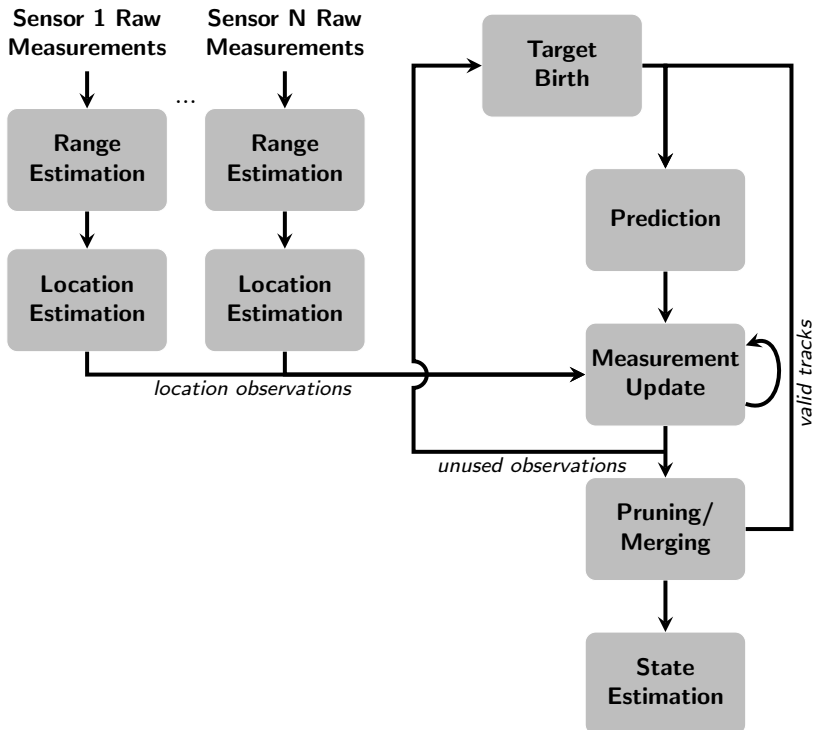 Sensor 1 Raw
Measurements
Sensor N Raw
Measurements
...
Range
Estimation
Range
Estimation
Location
Estimation
Location
Estimation
location observations
Target
Birth
Prediction
Measurement
Update
valid tracks
unused observations
Pruning/
Merging
State
Estimation